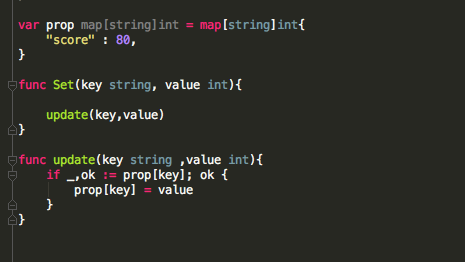 var prop map[string]int = map[string]int{
    "score" : 80,
}
func Set(key string, value int){
    update(key,value)
}
func update(key string ,value int){
    if _,ok := prop[key]; ok {
        prop[key] = value
    }
}